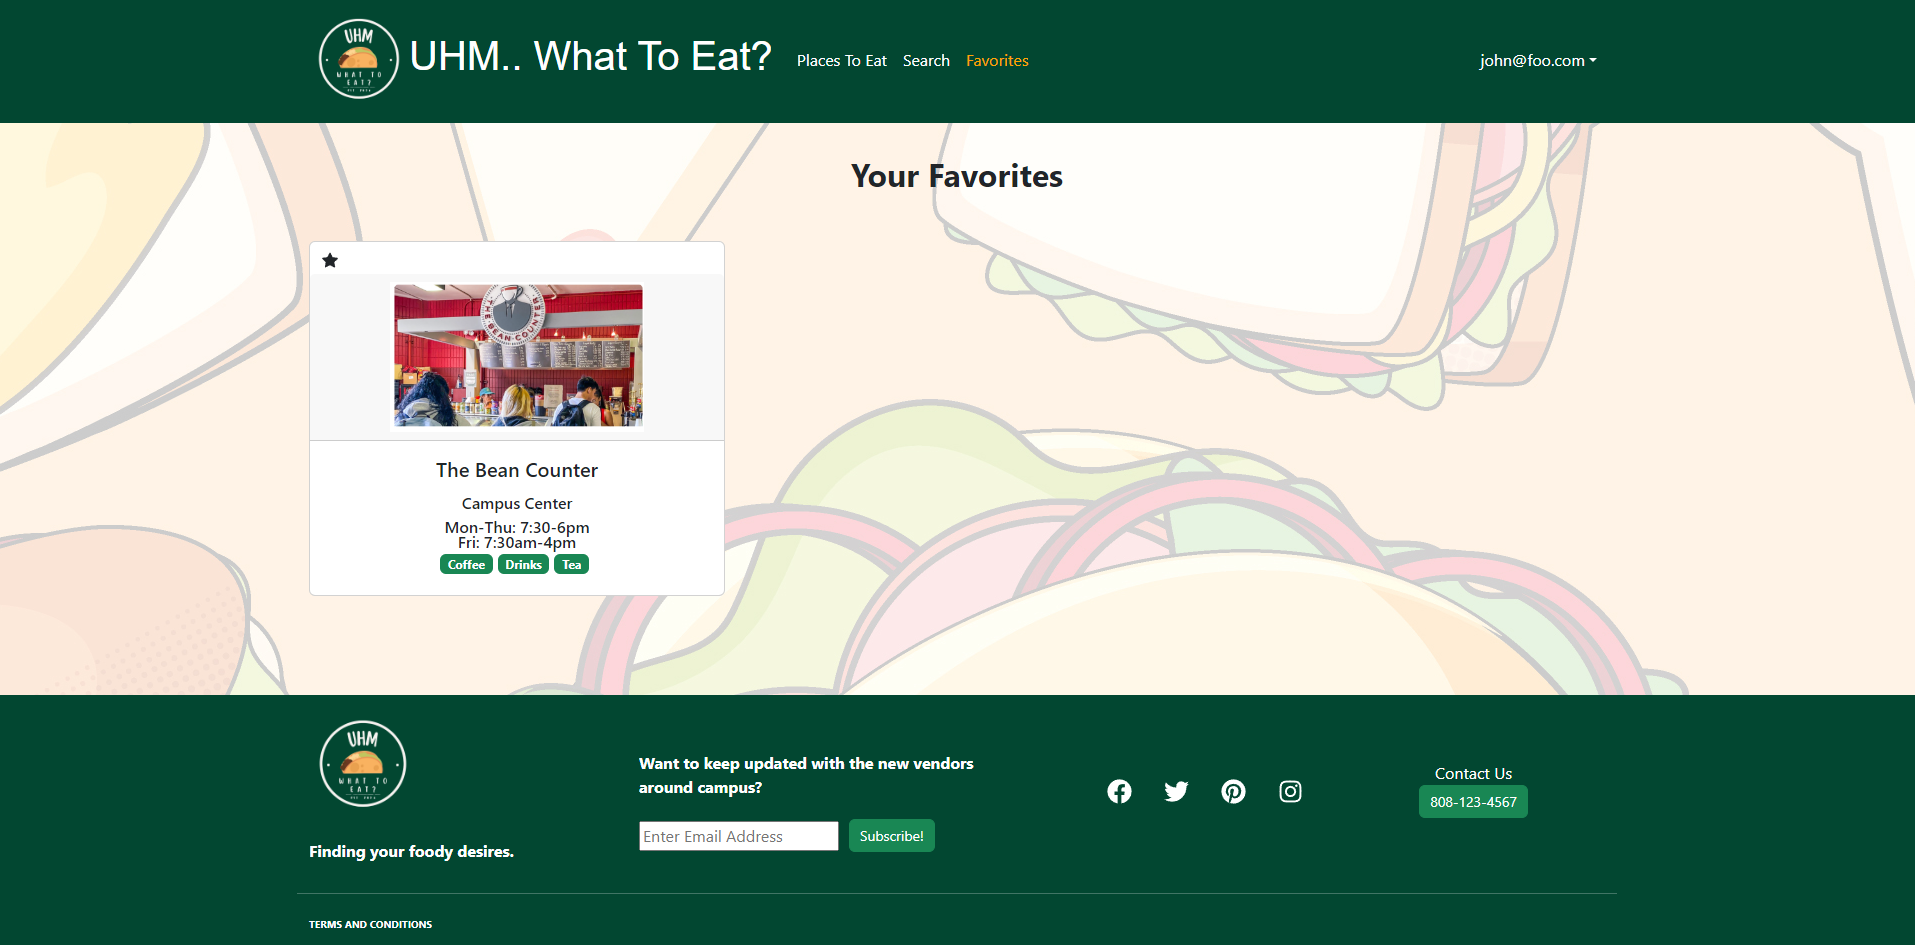 UHM
WHAT TO
EAT?
UHM.. What To Eat?
Places To Eat
Search
Favorites
john@foo.com
Your Favorites
THE BEAN COUNTER
The Bean Counter
Campus Center
Mon-Thu: 7:30-6pm
Fri: 7:30am-4pm
Coffee
Drinks
Tea
UHM
WHAT TO
EAT?
Finding your foody desires.
Want to keep updated with the new vendors
around campus?
Enter Email Address
Subscribe!
Contact Us
808-123-4567
TERMS AND CONDITIONS